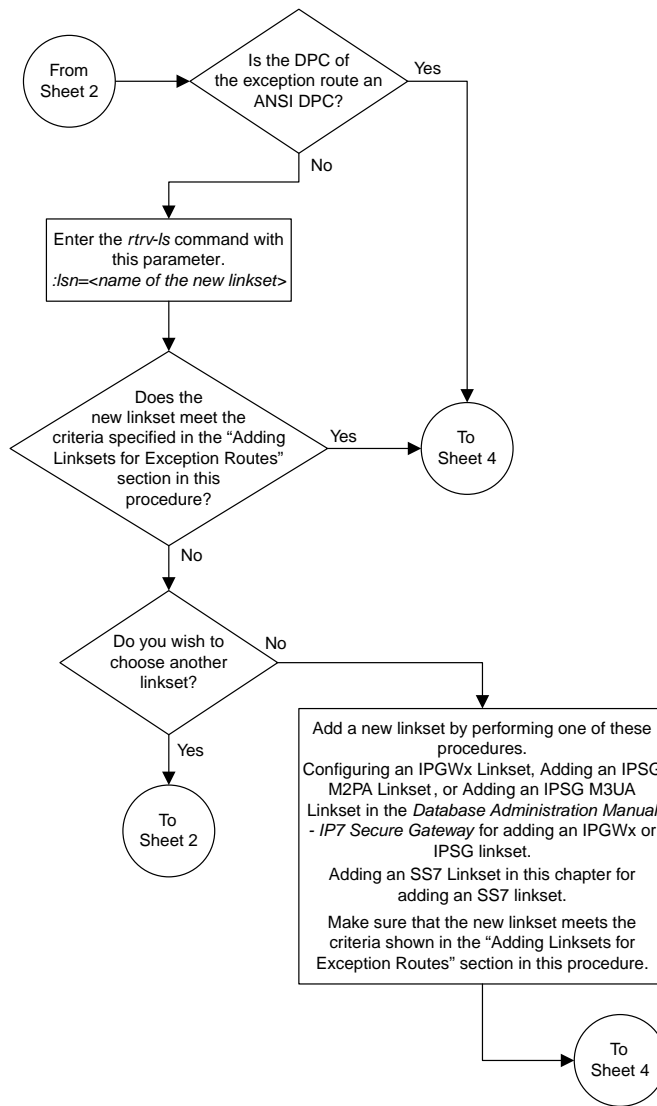 From
Sheet 2
Is the DPC of
the exception route an
ANSI DPC?
Yes
No
Enter the rtrv-ls command with
this parameter.
:lsn=<name of the new linkset>
Does the
new linkset meet the
criteria specified in the “Adding
Linksets for Exception Routes”
section in this
procedure?
Yes
To
Sheet 4
No
Do you wish to
choose another
linkset?
No
Yes
To
Sheet 2
Add a new linkset by performing one of these
procedures.
Configuring an IPGWx Linkset, Adding an IPSG
M2PA Linkset, or Adding an IPSG M3UA
Linkset in the Database Administration Manual
- IP7 Secure Gateway for adding an IPGWx or
IPSG linkset.
Adding an SS7 Linkset in this chapter for
adding an SS7 linkset.
Make sure that the new linkset meets the
criteria shown in the “Adding Linksets for
Exception Routes” section in this procedure.
To
Sheet 4